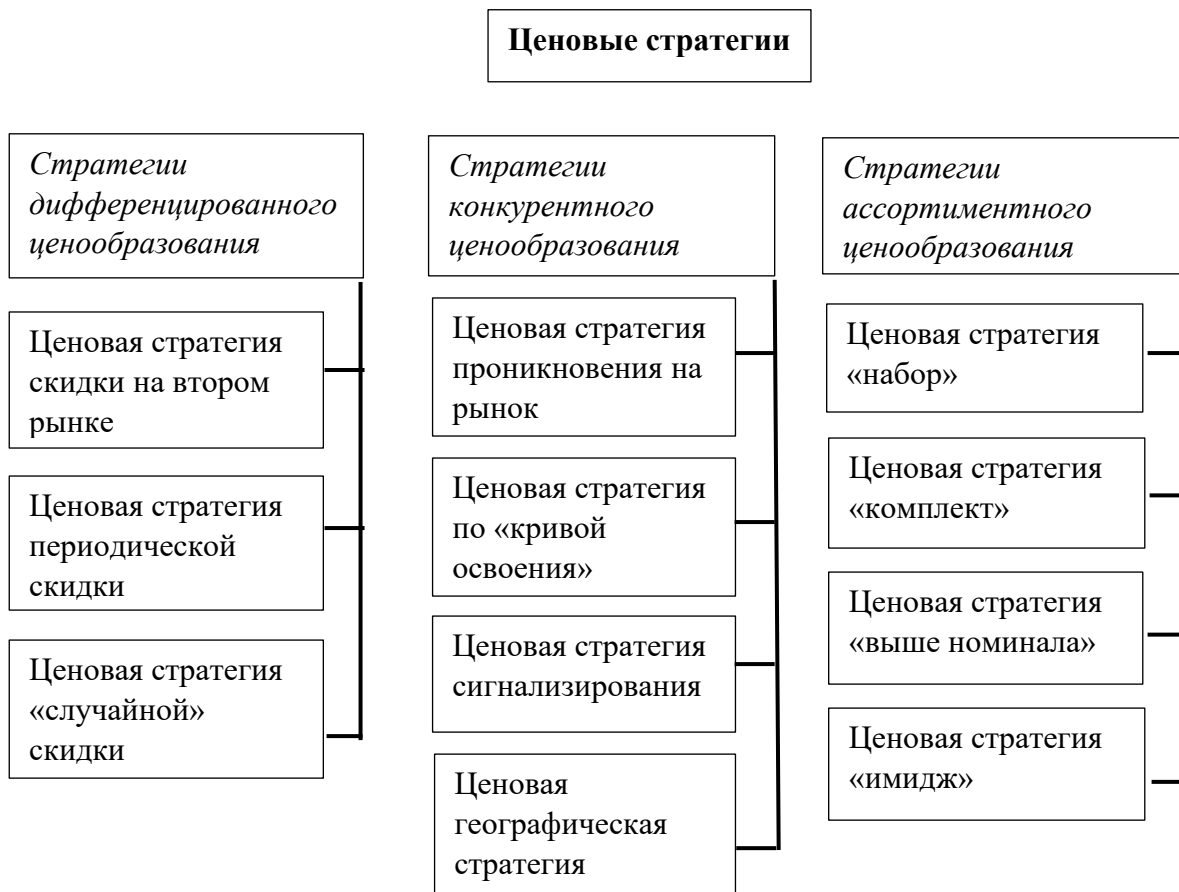 Ценовые стратегии
Стратегии
дифференцированного
ценообразования
Ценовая стратегия
скидки на втором
рынке
Ценовая стратегия
периодической
скидки
Ценовая стратегия
«случайной»
скидки
Стратегии
конкурентного
ценообразования
Ценовая стратегия
проникновения на
рынок
Ценовая стратегия
по «кривой
освоения»
Ценовая стратегия
сигнализирования
Ценовая
географическая
стратегия
Стратегии
ассортиментного
ценообразования
Ценовая стратегия
«набор»
Ценовая стратегия
«комплект»
Ценовая стратегия
«выше номинала»
Ценовая стратегия
«имидж»